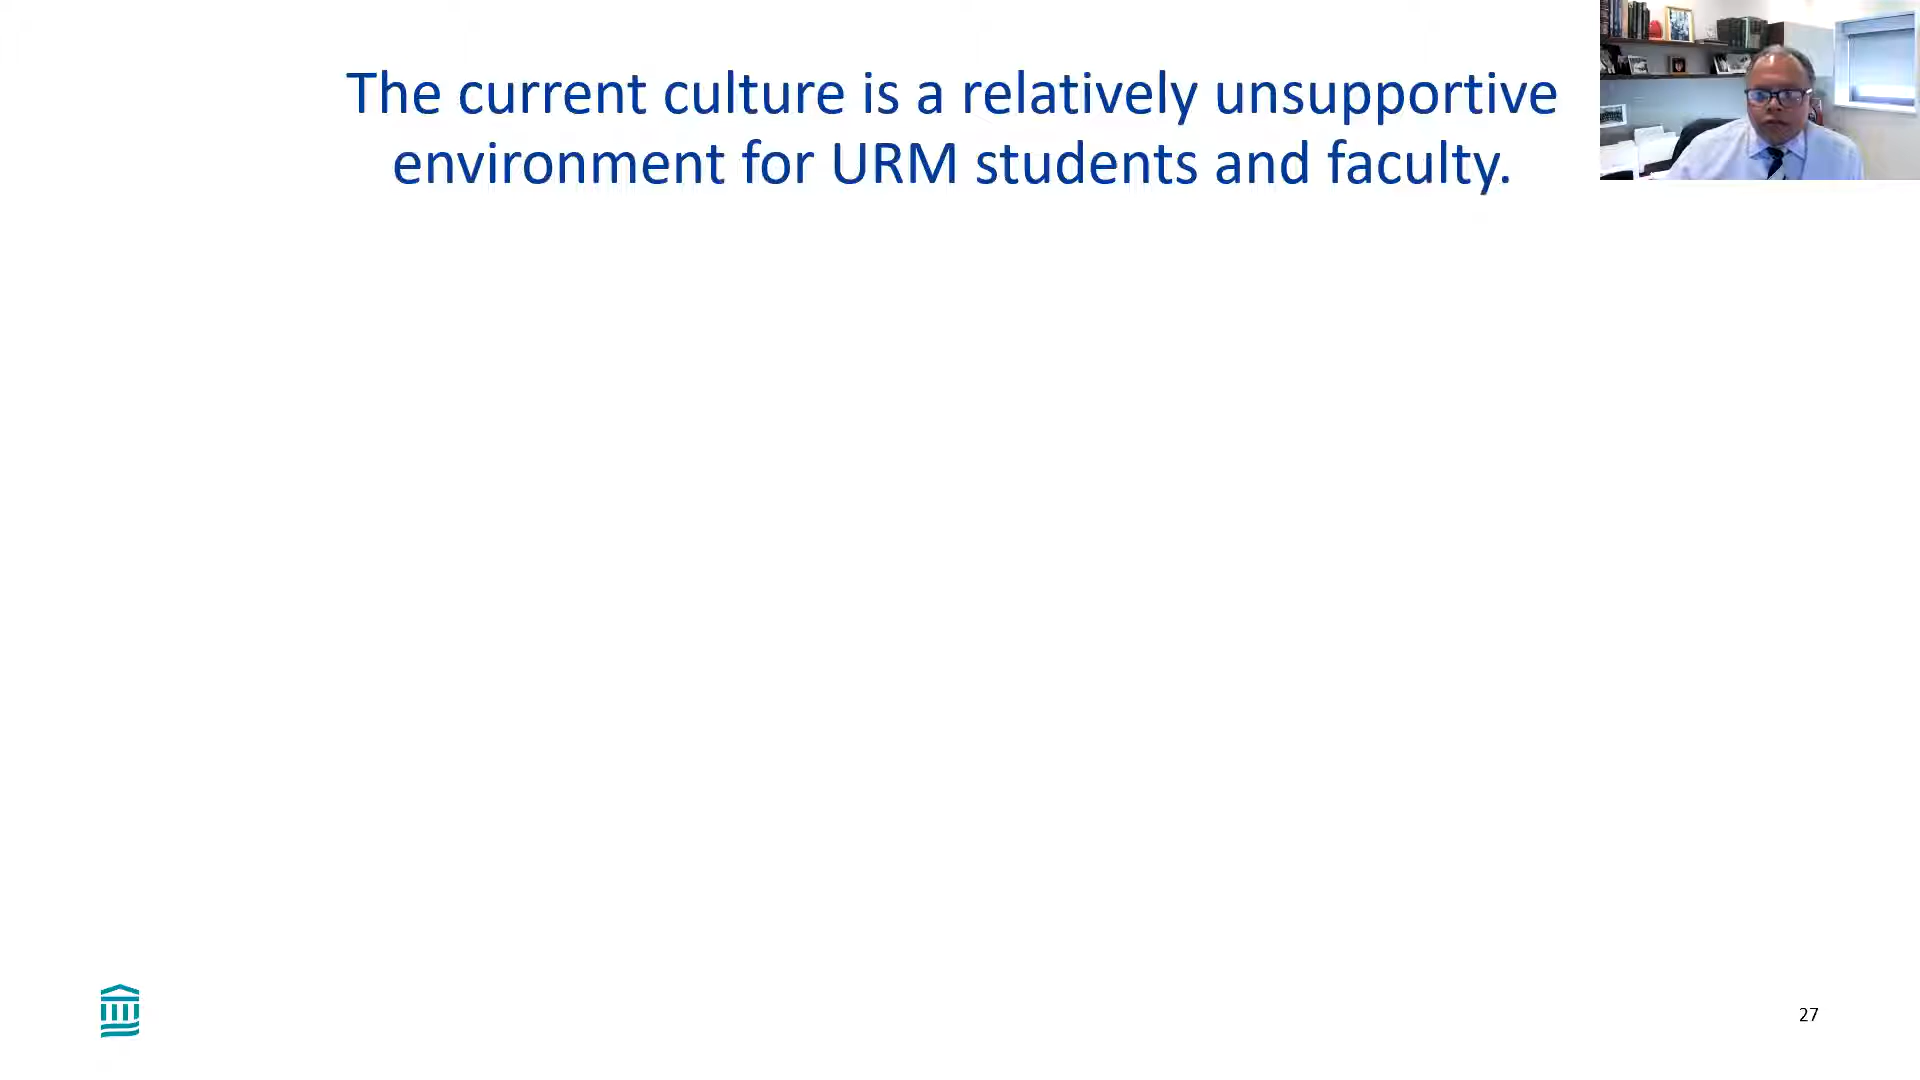 The current culture is a relatively unsupportive
environment for URM students and faculty.
27